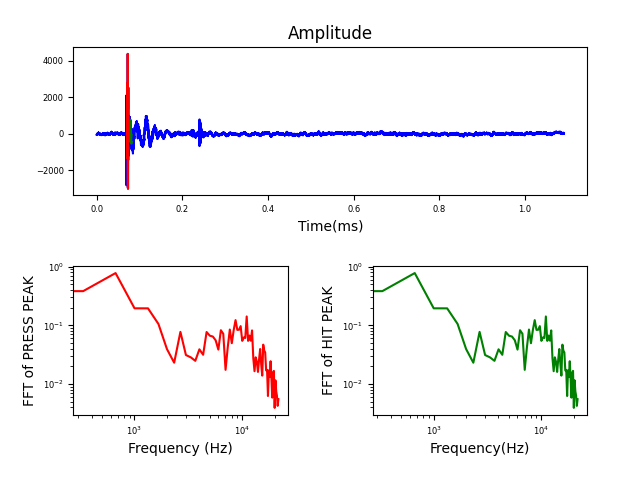 Amplitude
4000
2000
0
−2000
0.0 0.2 0.4 0.6 0.8 1.0
Time(ms)
FFT of PRESS PEAK
10⁰
10⁻¹
10⁻²
10³ 10⁴
Frequency (Hz)
FFT of HIT PEAK
10⁰
10⁻¹
10⁻²
10³ 10⁴
Frequency(Hz)